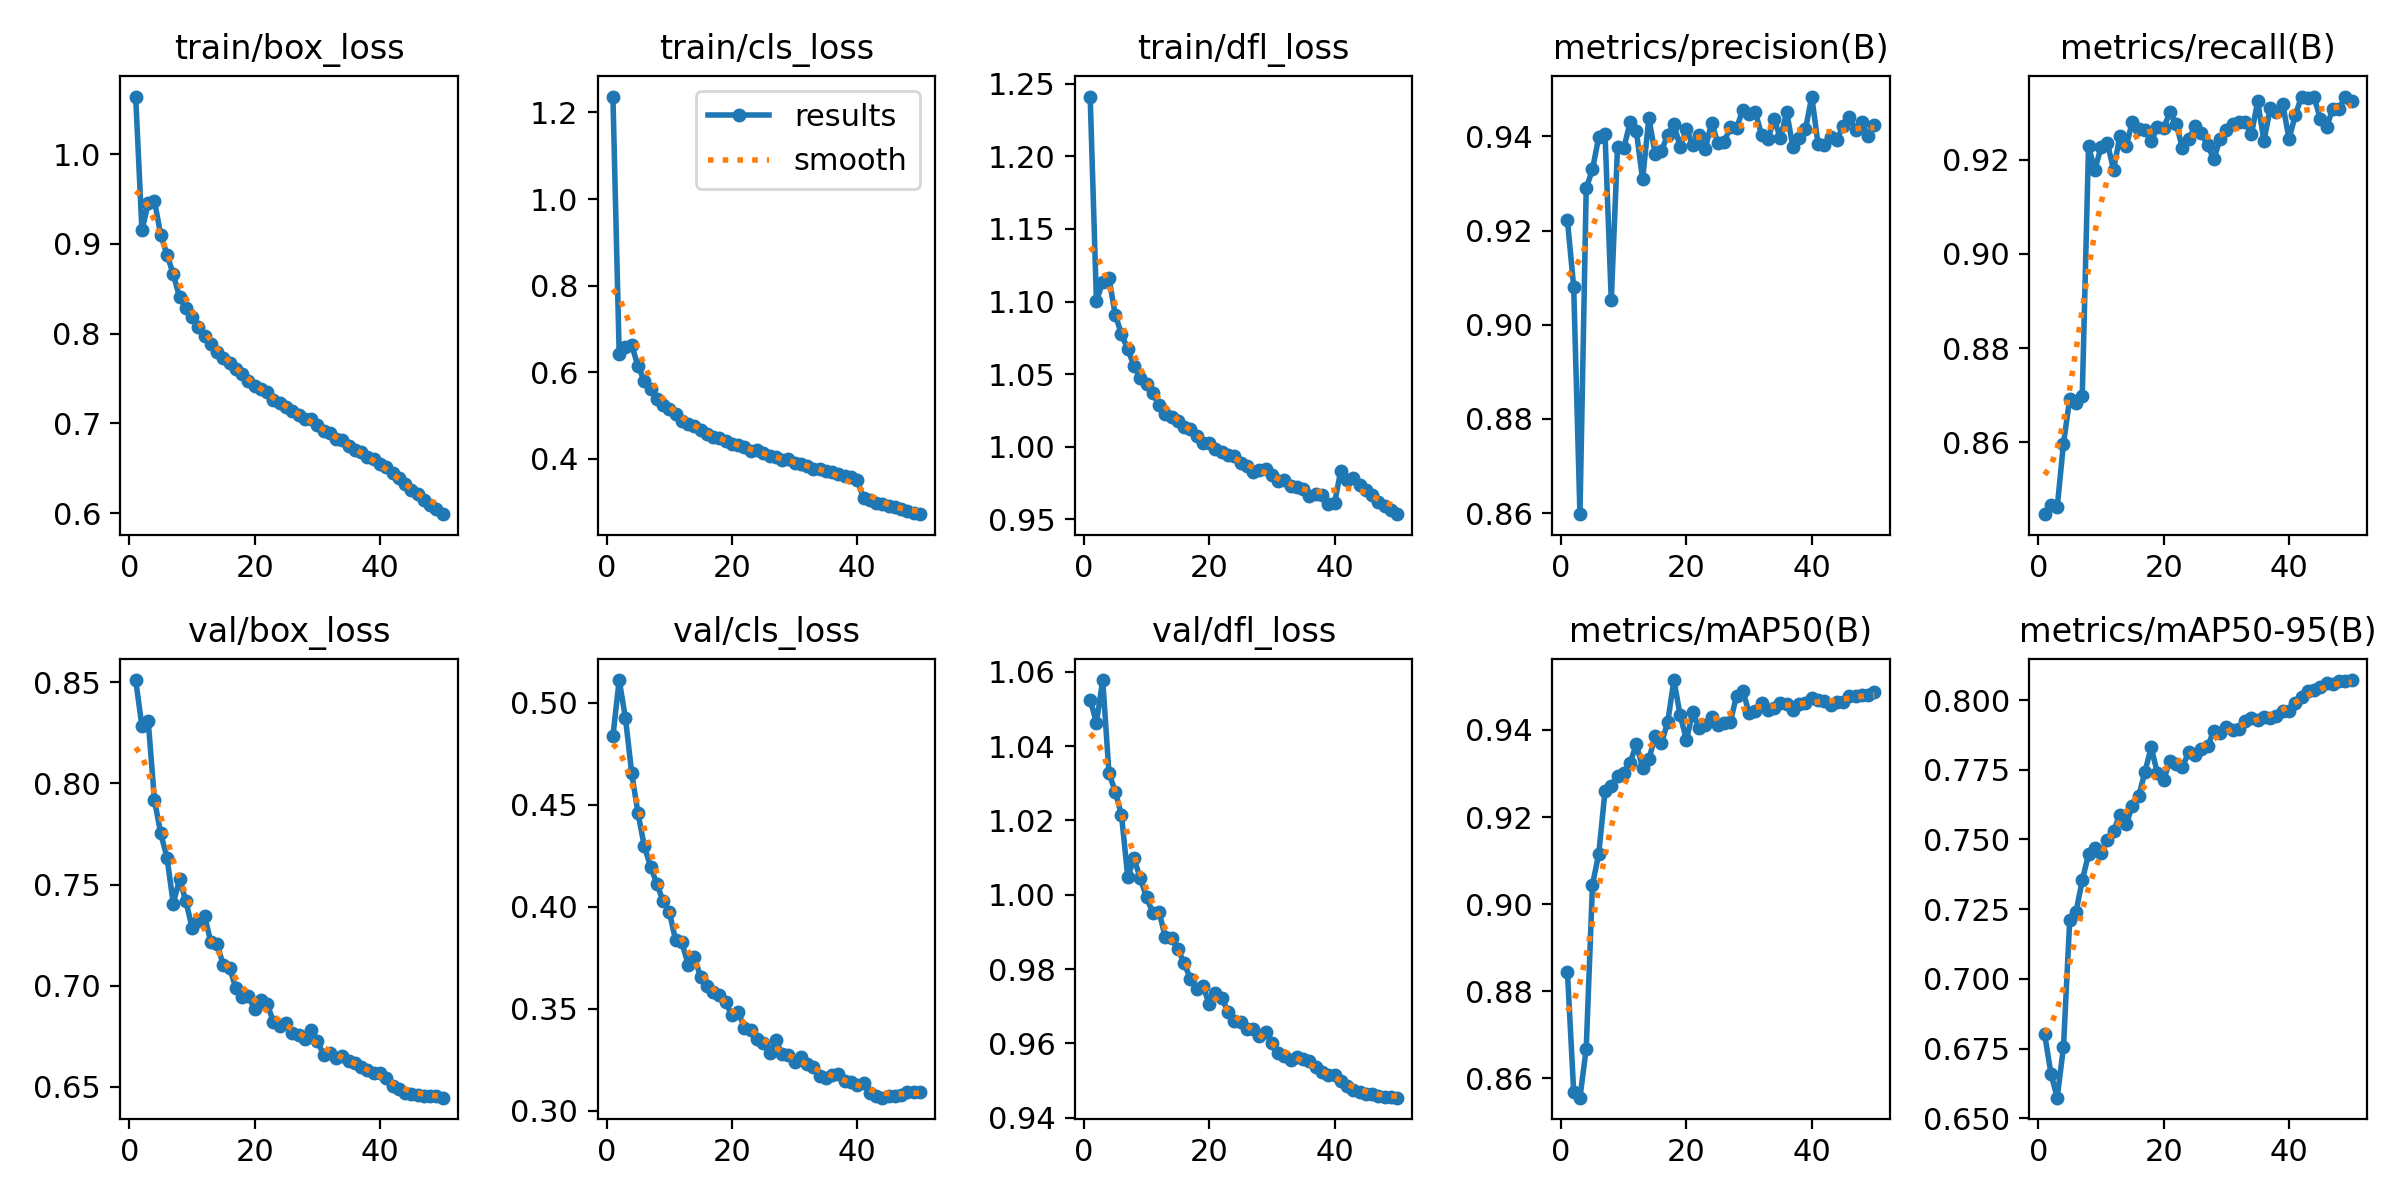 train/box_loss
1.0
0.9
0.8
0.7
0.6
0 20 40
train/cls_loss
results
smooth
1.2
1.0
0.8
0.6
0.4
0 20 40
train/dfl_loss
1.25
1.20
1.15
1.10
1.05
1.00
0.95
0 20 40
metrics/precision(B)
0.94
0.92
0.90
0.88
0.86
0 20 40
metrics/recall(B)
0.92
0.90
0.88
0.86
0 20 40
val/box_loss
0.85
0.80
0.75
0.70
0.65
0 20 40
val/cls_loss
0.50
0.45
0.40
0.35
0.30
0 20 40
val/dfl_loss
1.06
1.04
1.02
1.00
0.98
0.96
0.94
0 20 40
metrics/mAP50(B)
0.94
0.92
0.90
0.88
0.86
0 20 40
metrics/mAP50-95(B)
0.800
0.775
0.750
0.725
0.700
0.675
0.650
0 20 40